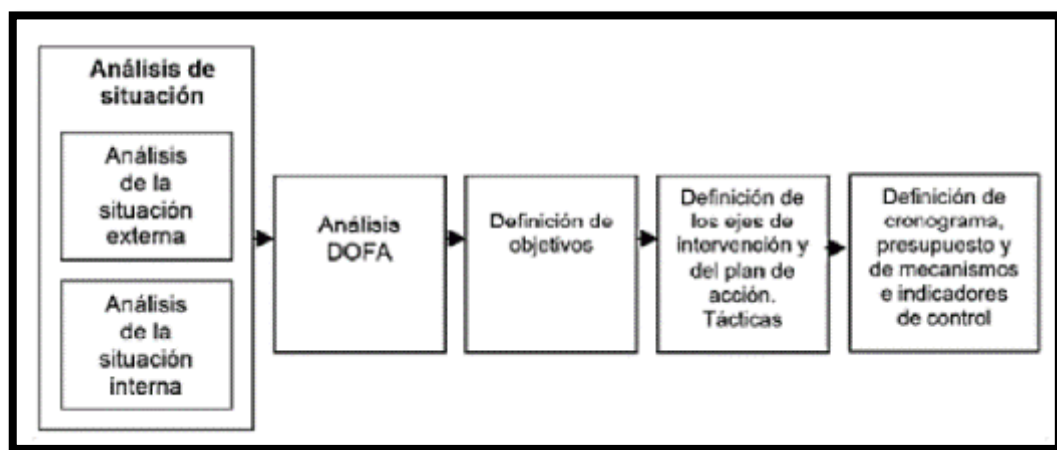 Análisis de
situación
Análisis
de la
situación
externa
Análisis
de la
situación
interna
Análisis
DOFA
Definición de
objetivos
Definición de
los ejes de
intervención y
del plan de
acción.
Tácticas
Definición de
cronograma,
presupuesto y
de mecanismos
e indicadores
de control